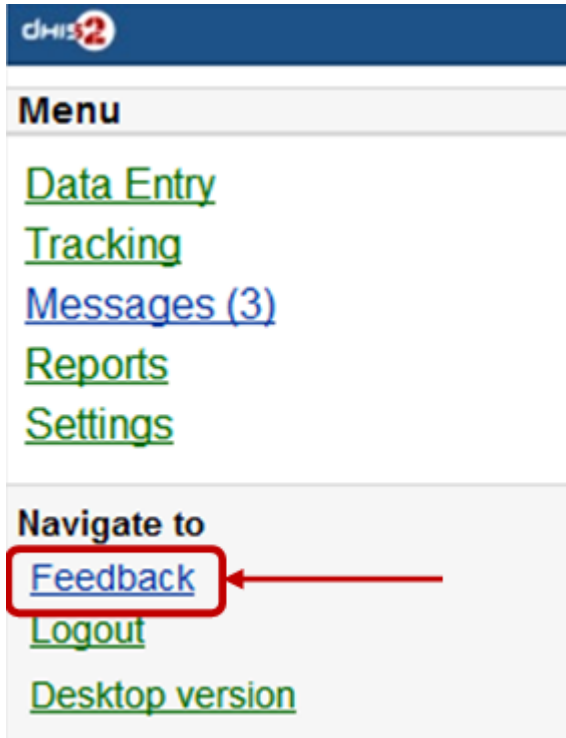 dHIS2
Menu
Data Entry
Tracking
Messages (3)
Reports
Settings
Navigate to
Feedback
Logout
Desktop version